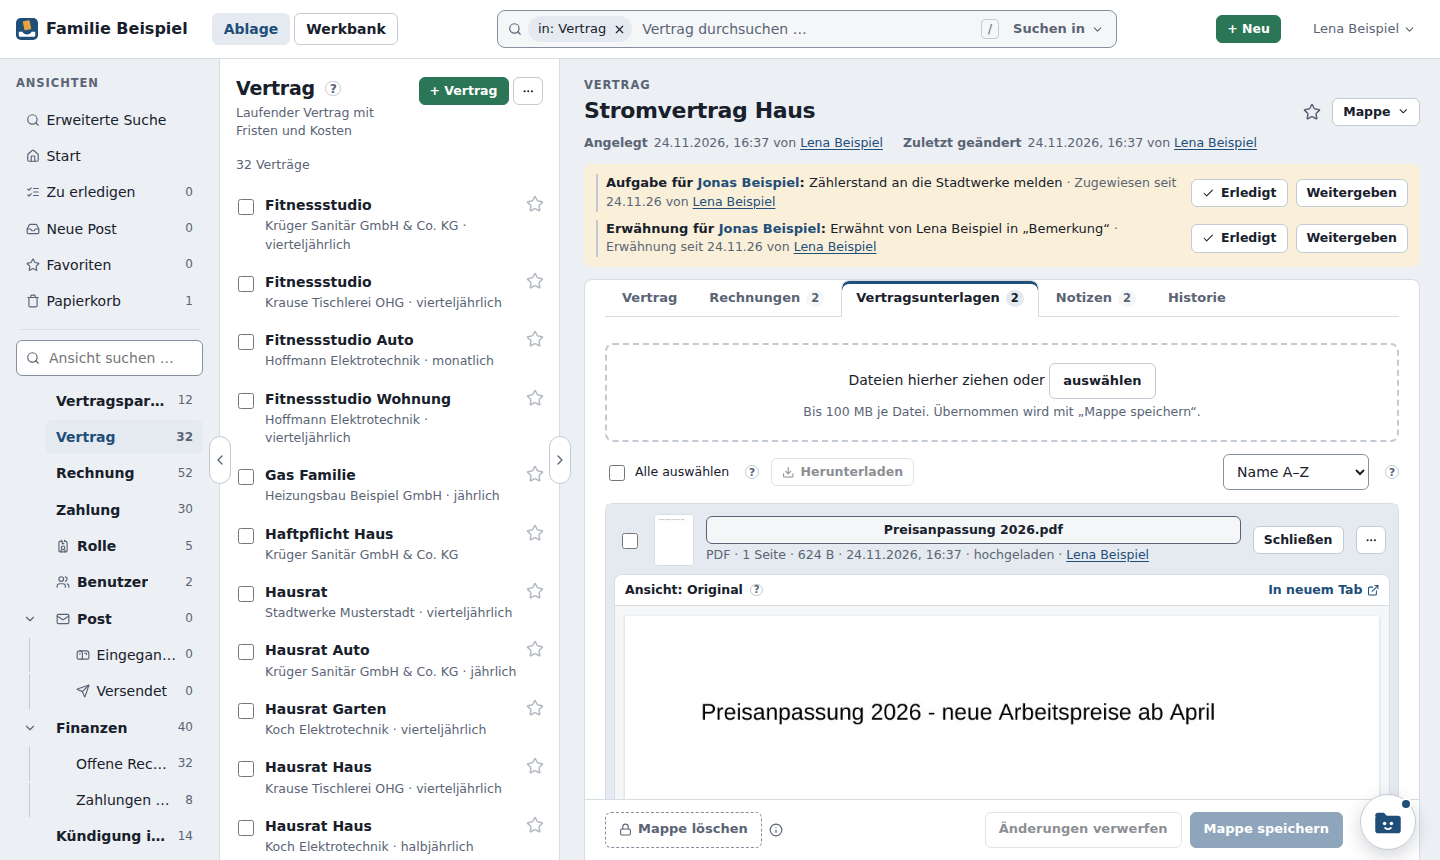 Familie Beispiel
Ablage
Werkbank
in: Vertrag
Vertrag durchsuchen …
/
Suchen in
+ Neu
Lena Beispiel
ANSICHTEN
Erweiterte Suche
Start
Zu erledigen 0
Neue Post 0
Favoriten 0
Papierkorb 1
Ansicht suchen …
Vertragspar… 12
Vertrag 32
Rechnung 52
Zahlung 30
Rolle 5
Benutzer 2
Post 0
Eingegan… 0
Versendet 0
Finanzen 40
Offene Rec… 32
Zahlungen … 8
Kündigung i… 14
Vertrag ?
+ Vertrag
Laufender Vertrag mit
Fristen und Kosten
32 Verträge
Fitnessstudio
Krüger Sanitär GmbH & Co. KG ·
vierteljährlich
Fitnessstudio
Krause Tischlerei OHG · vierteljährlich
Fitnessstudio Auto
Hoffmann Elektrotechnik · monatlich
Fitnessstudio Wohnung
Hoffmann Elektrotechnik ·
vierteljährlich
Gas Familie
Heizungsbau Beispiel GmbH · jährlich
Haftpflicht Haus
Krüger Sanitär GmbH & Co. KG
Hausrat
Stadtwerke Musterstadt · vierteljährlich
Hausrat Auto
Krüger Sanitär GmbH & Co. KG · jährlich
Hausrat Garten
Koch Elektrotechnik · vierteljährlich
Hausrat Haus
Krause Tischlerei OHG · vierteljährlich
Hausrat Haus
Koch Elektrotechnik · halbjährlich
VERTRAG
Stromvertrag Haus
Mappe
Angelegt 24.11.2026, 16:37 von Lena Beispiel Zuletzt geändert 24.11.2026, 16:37 von Lena Beispiel
Aufgabe für Jonas Beispiel: Zählerstand an die Stadtwerke melden · Zugewiesen seit
24.11.26 von Lena Beispiel
Erledigt
Weitergeben
Erwähnung für Jonas Beispiel: Erwähnt von Lena Beispiel in „Bemerkung“ ·
Erwähnung seit 24.11.26 von Lena Beispiel
Erledigt
Weitergeben
Vertrag
Rechnungen 2
Vertragsunterlagen 2
Notizen 2
Historie
Dateien hierher ziehen oder auswählen
Bis 100 MB je Datei. Übernommen wird mit „Mappe speichern“.
Alle auswählen ?
Herunterladen
Name A–Z
?
Preisanpassung 2026.pdf
PDF · 1 Seite · 624 B · 24.11.2026, 16:37 · hochgeladen · Lena Beispiel
Schließen
Ansicht: Original ?
In neuem Tab
Preisanpassung 2026 - neue Arbeitspreise ab April
Mappe löschen
Änderungen verwerfen
Mappe speichern